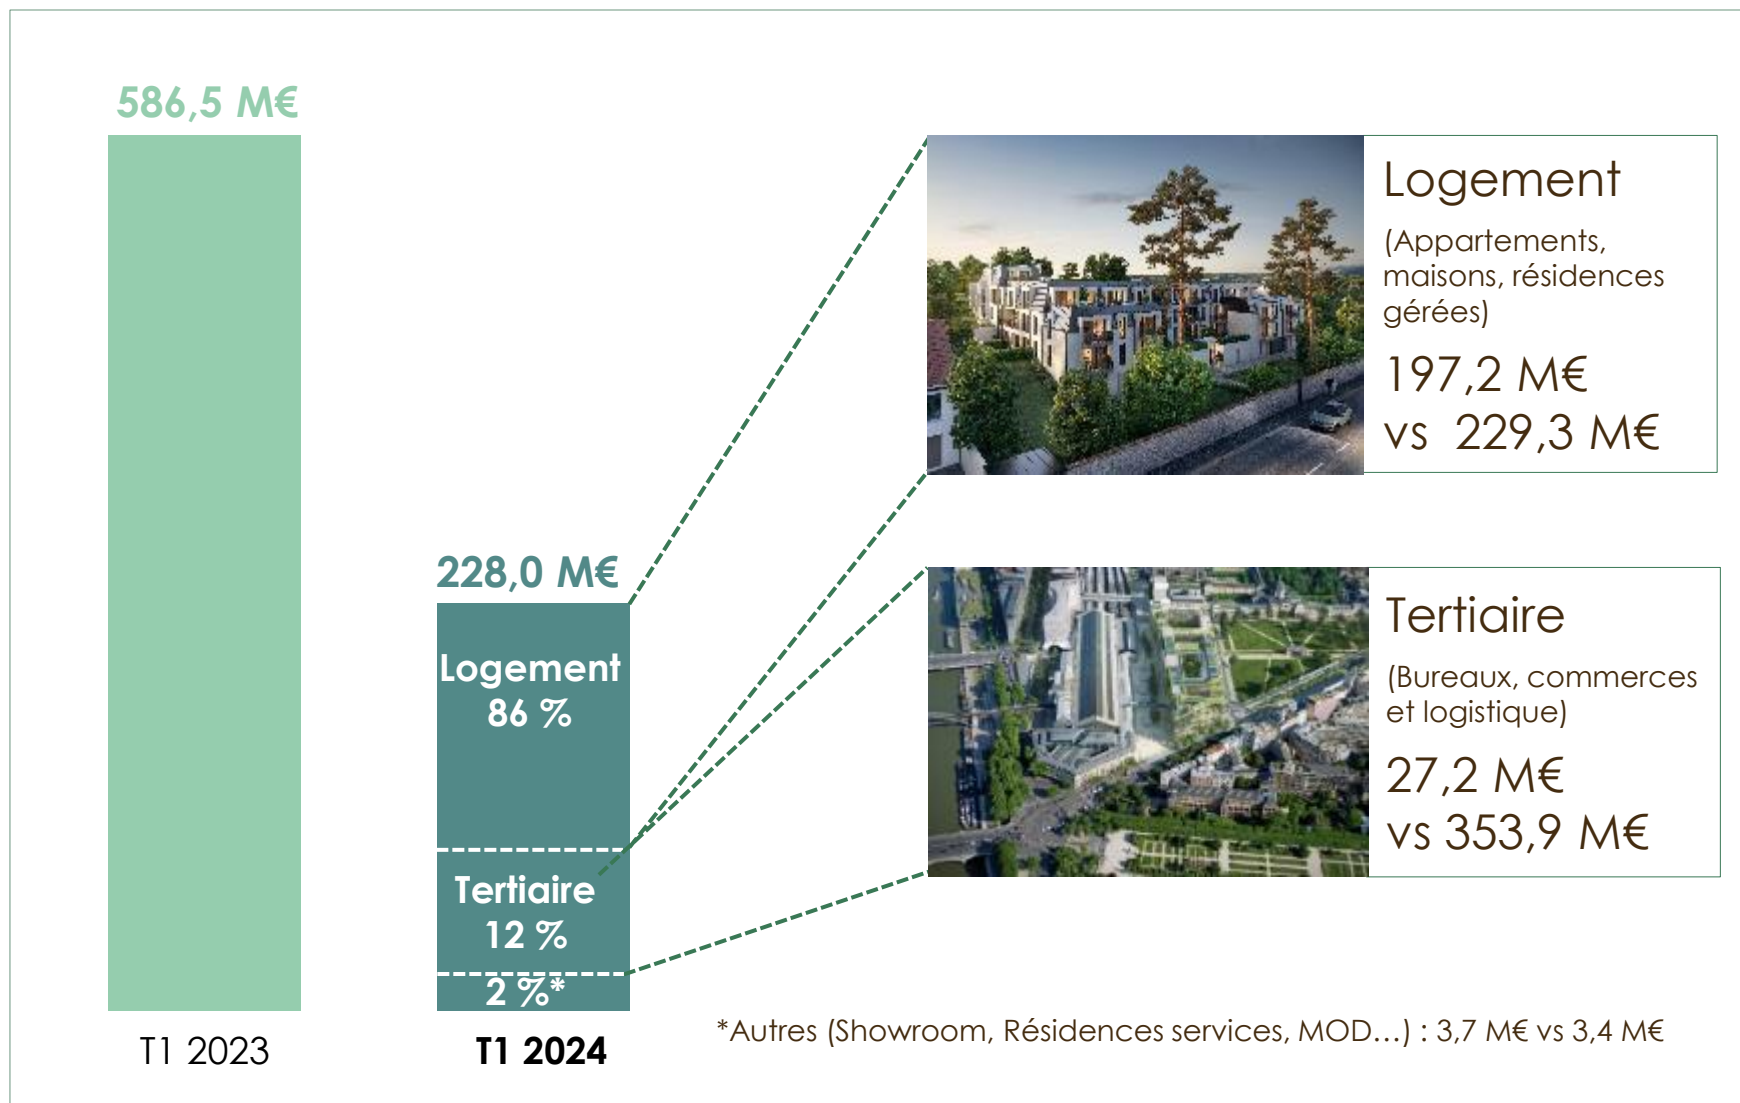 586,5 M€
228,0 M€
Logement
86 %
Tertiaire
12 %
2 %*
T1 2023
T1 2024
Logement
(Appartements,
maisons, résidences
gérées)
197,2 M€
vs 229,3 M€
Tertiaire
(Bureaux, commerces
et logistique)
27,2 M€
vs 353,9 M€
*Autres (Showroom, Résidences services, MOD…) : 3,7 M€ vs 3,4 M€